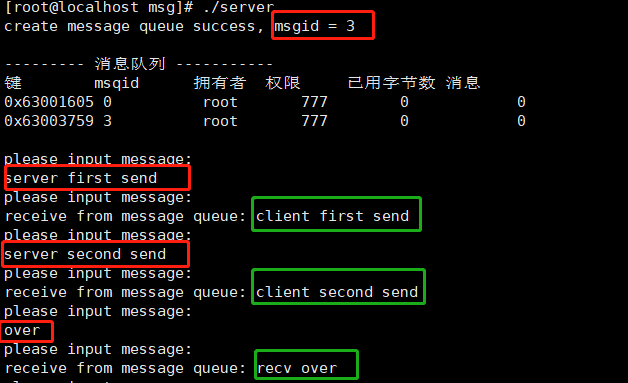 [root@localhost msg]# ./server
create message queue success, msgid = 3
--------- 消息队列 -----------
键 msqid 拥有者 权限 已用字节数 消息
0x63001605 0 root 777 0 0
0x63003759 3 root 777 0 0
please input message:
server first send
please input message:
receive from message queue: client first send
please input message:
server second send
please input message:
receive from message queue: client second send
please input message:
over
please input message:
receive from message queue: recv over